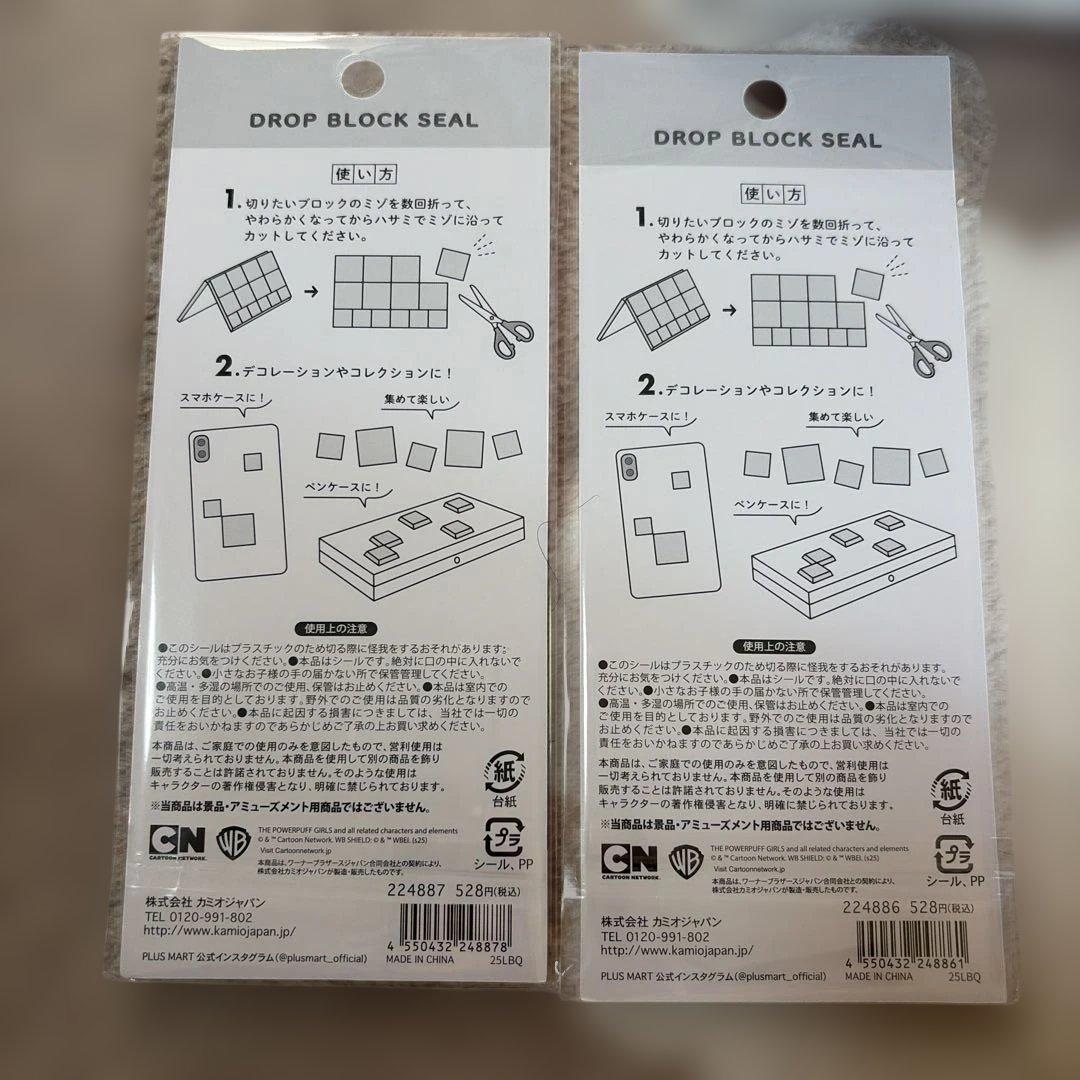 DROP BLOCK SEAL
使い方
1.切りたいブロックのミゾを数回折って、
やわらかくなってからハサミでミゾに沿って
カットしてください。
2.デコレーションやコレクションに!
スマホケースに!
集めて楽しい
ペンケースに!
使用上の注意
●このシールはプラスチックのため切る際に怪我をするおそれがあります。
充分にお気をつけください。●本品はシールです。絶対に口の中に入れないで
ください。●小さなお子様の手の届かない所で保管管理してください。
●高温・多湿の場所でのご使用、保管はお止めください。●本品は室内での
ご使用を目的としております。野外でのご使用は品質の劣化となりますので
お止めください。●本品に起因する損害につきましては、当社では一切の
責任をおいかねますのであらかじめご了承の上お買い求めください。
本商品は、ご家庭での使用のみを意図したもので、営利使用は
一切考えられておりません。本商品を使用して別の商品を飾り
販売することは許諾されておりません。そのような使用は
キャラクターの著作権侵害となり、明確に禁じられております。
※当商品は景品・アミューズメント用商品ではございません。
紙
台紙
CN
CARTOON NETWORK.
WB
THE POWERPUFF GIRLS and all related characters and elements
© & ™ Cartoon Network. WB SHIELD: © & ™ WBEI. (s25)
Visit Cartoonnetwork.jp
本商品は、ワーナーブラザースジャパン合同会社との契約により、
株式会社カミオジャパンが製造・販売したものです。
プラ
シール、PP
224887 528円(税込)
株式会社 カミオジャパン
TEL 0120-991-802
http://www.kamiojapan.jp/
4 550432 248878
PLUS MART 公式インスタグラム(@plusmart_official)
MADE IN CHINA 25LBQ
DROP BLOCK SEAL
使い方
1.切りたいブロックのミゾを数回折って、
やわらかくなってからハサミでミゾに沿って
カットしてください。
2.デコレーションやコレクションに!
スマホケースに!
集めて楽しい
ペンケースに!
使用上の注意
●このシールはプラスチックのため切る際に怪我をするおそれがあります。
充分にお気をつけください。●本品はシールです。絶対に口の中に入れないで
ください。●小さなお子様の手の届かない所で保管管理してください。
●高温・多湿の場所でのご使用、保管はお止めください。●本品は室内での
ご使用を目的としております。野外でのご使用は品質の劣化となりますので
お止めください。●本品に起因する損害につきましては、当社では一切の
責任をおいかねますのであらかじめご了承の上お買い求めください。
本商品は、ご家庭での使用のみを意図したもので、営利使用は
一切考えられておりません。本商品を使用して別の商品を飾り
販売することは許諾されておりません。そのような使用は
キャラクターの著作権侵害となり、明確に禁じられております。
※当商品は景品・アミューズメント用商品ではございません。
紙
台紙
CN
CARTOON NETWORK.
WB
THE POWERPUFF GIRLS and all related characters and elements
© & ™ Cartoon Network. WB SHIELD: © & ™ WBEI. (s25)
Visit Cartoonnetwork.jp
本商品は、ワーナーブラザースジャパン合同会社との契約により、
株式会社カミオジャパンが製造・販売したものです。
プラ
シール、PP
224886 528円(税込)
株式会社 カミオジャパン
TEL 0120-991-802
http://www.kamiojapan.jp/
4 550432 248861
PLUS MART 公式インスタグラム(@plusmart_official)
MADE IN CHINA 25LBQ